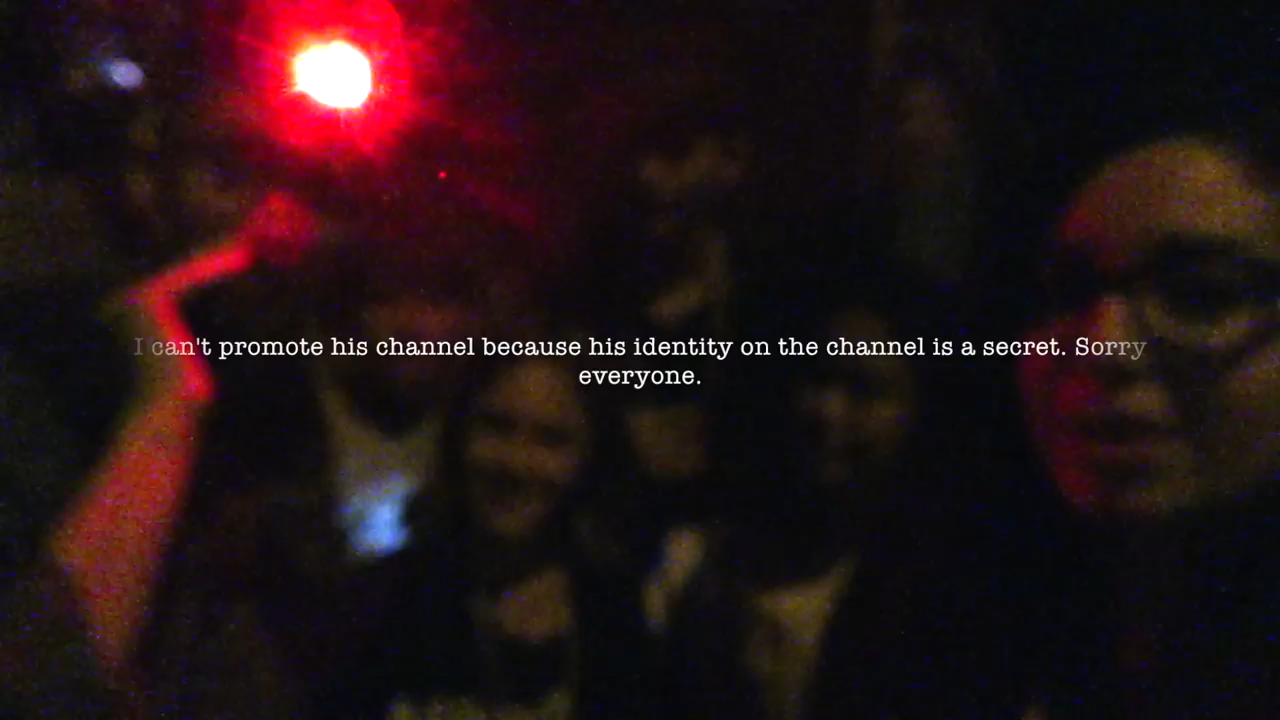 I can't promote his channel because his identity on the channel is a secret. Sorry
everyone.